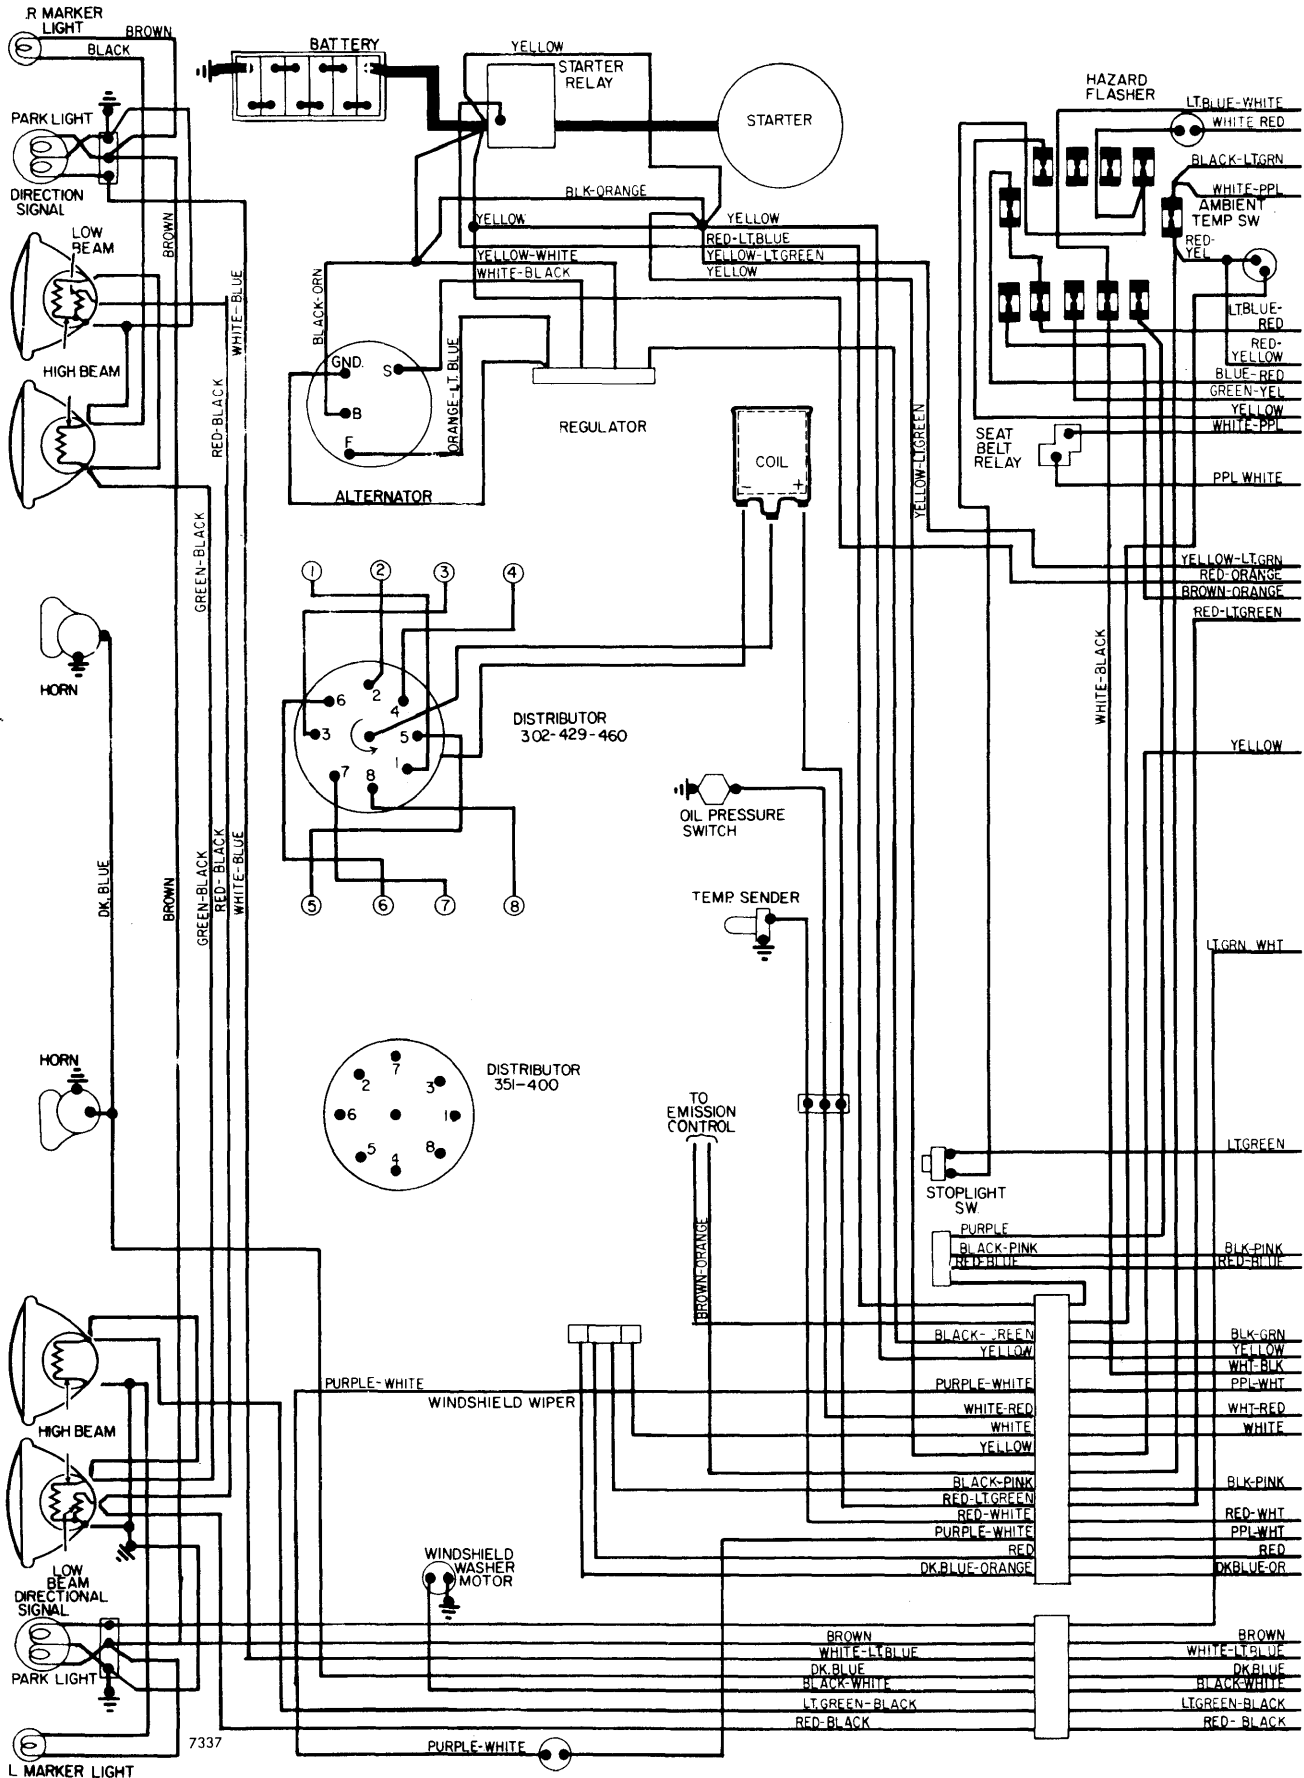 R MARKER
LIGHT
BROWN
BLACK
BATTERY
YELLOW
STARTER
RELAY
STARTER
HAZARD
FLASHER
LT.BLUE-WHITE
WHITE RED
PARK LIGHT
BLACK-LT.GRN
DIRECTION
SIGNAL
BLK-ORANGE
WHITE-PPL
AMBIENT
TEMP SW
LOW
BEAM
BROWN
YELLOW
YELLOW
RED-LT.BLUE
YELLOW-WHITE
YELLOW-LT.GREEN
WHITE-BLACK
YELLOW
RED-
YEL
BLACK-ORN
WHITE-BLUE
LT.BLUE-
RED
HIGH BEAM
GND.
S
B
F
ORANGE-LT. BLUE
RED-
YELLOW
BLUE-RED
GREEN-YEL
YELLOW
WHITE-PPL
RED-BLACK
REGULATOR
YELLOW-LT.GREEN
SEAT
BELT
RELAY
COIL
- +
PPL WHITE
ALTERNATOR
GREEN-BLACK
1
2
3
4
YELLOW-LT.GRN
RED-ORANGE
BROWN-ORANGE
RED-LT.GREEN
HORN
WHITE-BLACK
6
2
4
3
5
1
7
8
DISTRIBUTOR
302-429-460
YELLOW
OIL PRESSURE
SWITCH
DK. BLUE
BROWN
GREEN-BLACK
RED-BLACK
WHITE-BLUE
5
6
7
8
TEMP. SENDER
LT.GRN WHT
HORN
7
2
3
6
1
5
8
4
DISTRIBUTOR
351-400
TO
EMISSION
CONTROL
LT.GREEN
STOPLIGHT
SW.
BROWN-ORANGE
PURPLE
BLACK-PINK
BLK-PINK
RED-BLUE
RED-BLUE
YELLOW
BLK-GRN
YELLOW
WHT-BLK
PURPLE-WHITE
PURPLE-WHITE
PPL-WHT
WINDSHIELD WIPER
WHITE-RED
WHT-RED
HIGH BEAM
WHITE
WHITE
YELLOW
BLACK-PINK
BLK-PINK
RED-LT.GREEN
RED-WHITE
RED-WHT
PURPLE-WHITE
PPL-WHT
RED
RED
DK.BLUE-ORANGE
DKBLUE-OR
WINDSHIELD
WASHER
MOTOR
LOW
BEAM
DIRECTIONAL
SIGNAL
BROWN
BROWN
WHITE-LT.BLUE
WHITE-LT.BLUE
PARK LIGHT
DK.BLUE
DK.BLUE
BLACK-WHITE
BLACK-WHITE
LT.GREEN-BLACK
LT.GREEN-BLACK
RED-BLACK
RED- BLACK
7337
PURPLE-WHITE
L MARKER LIGHT